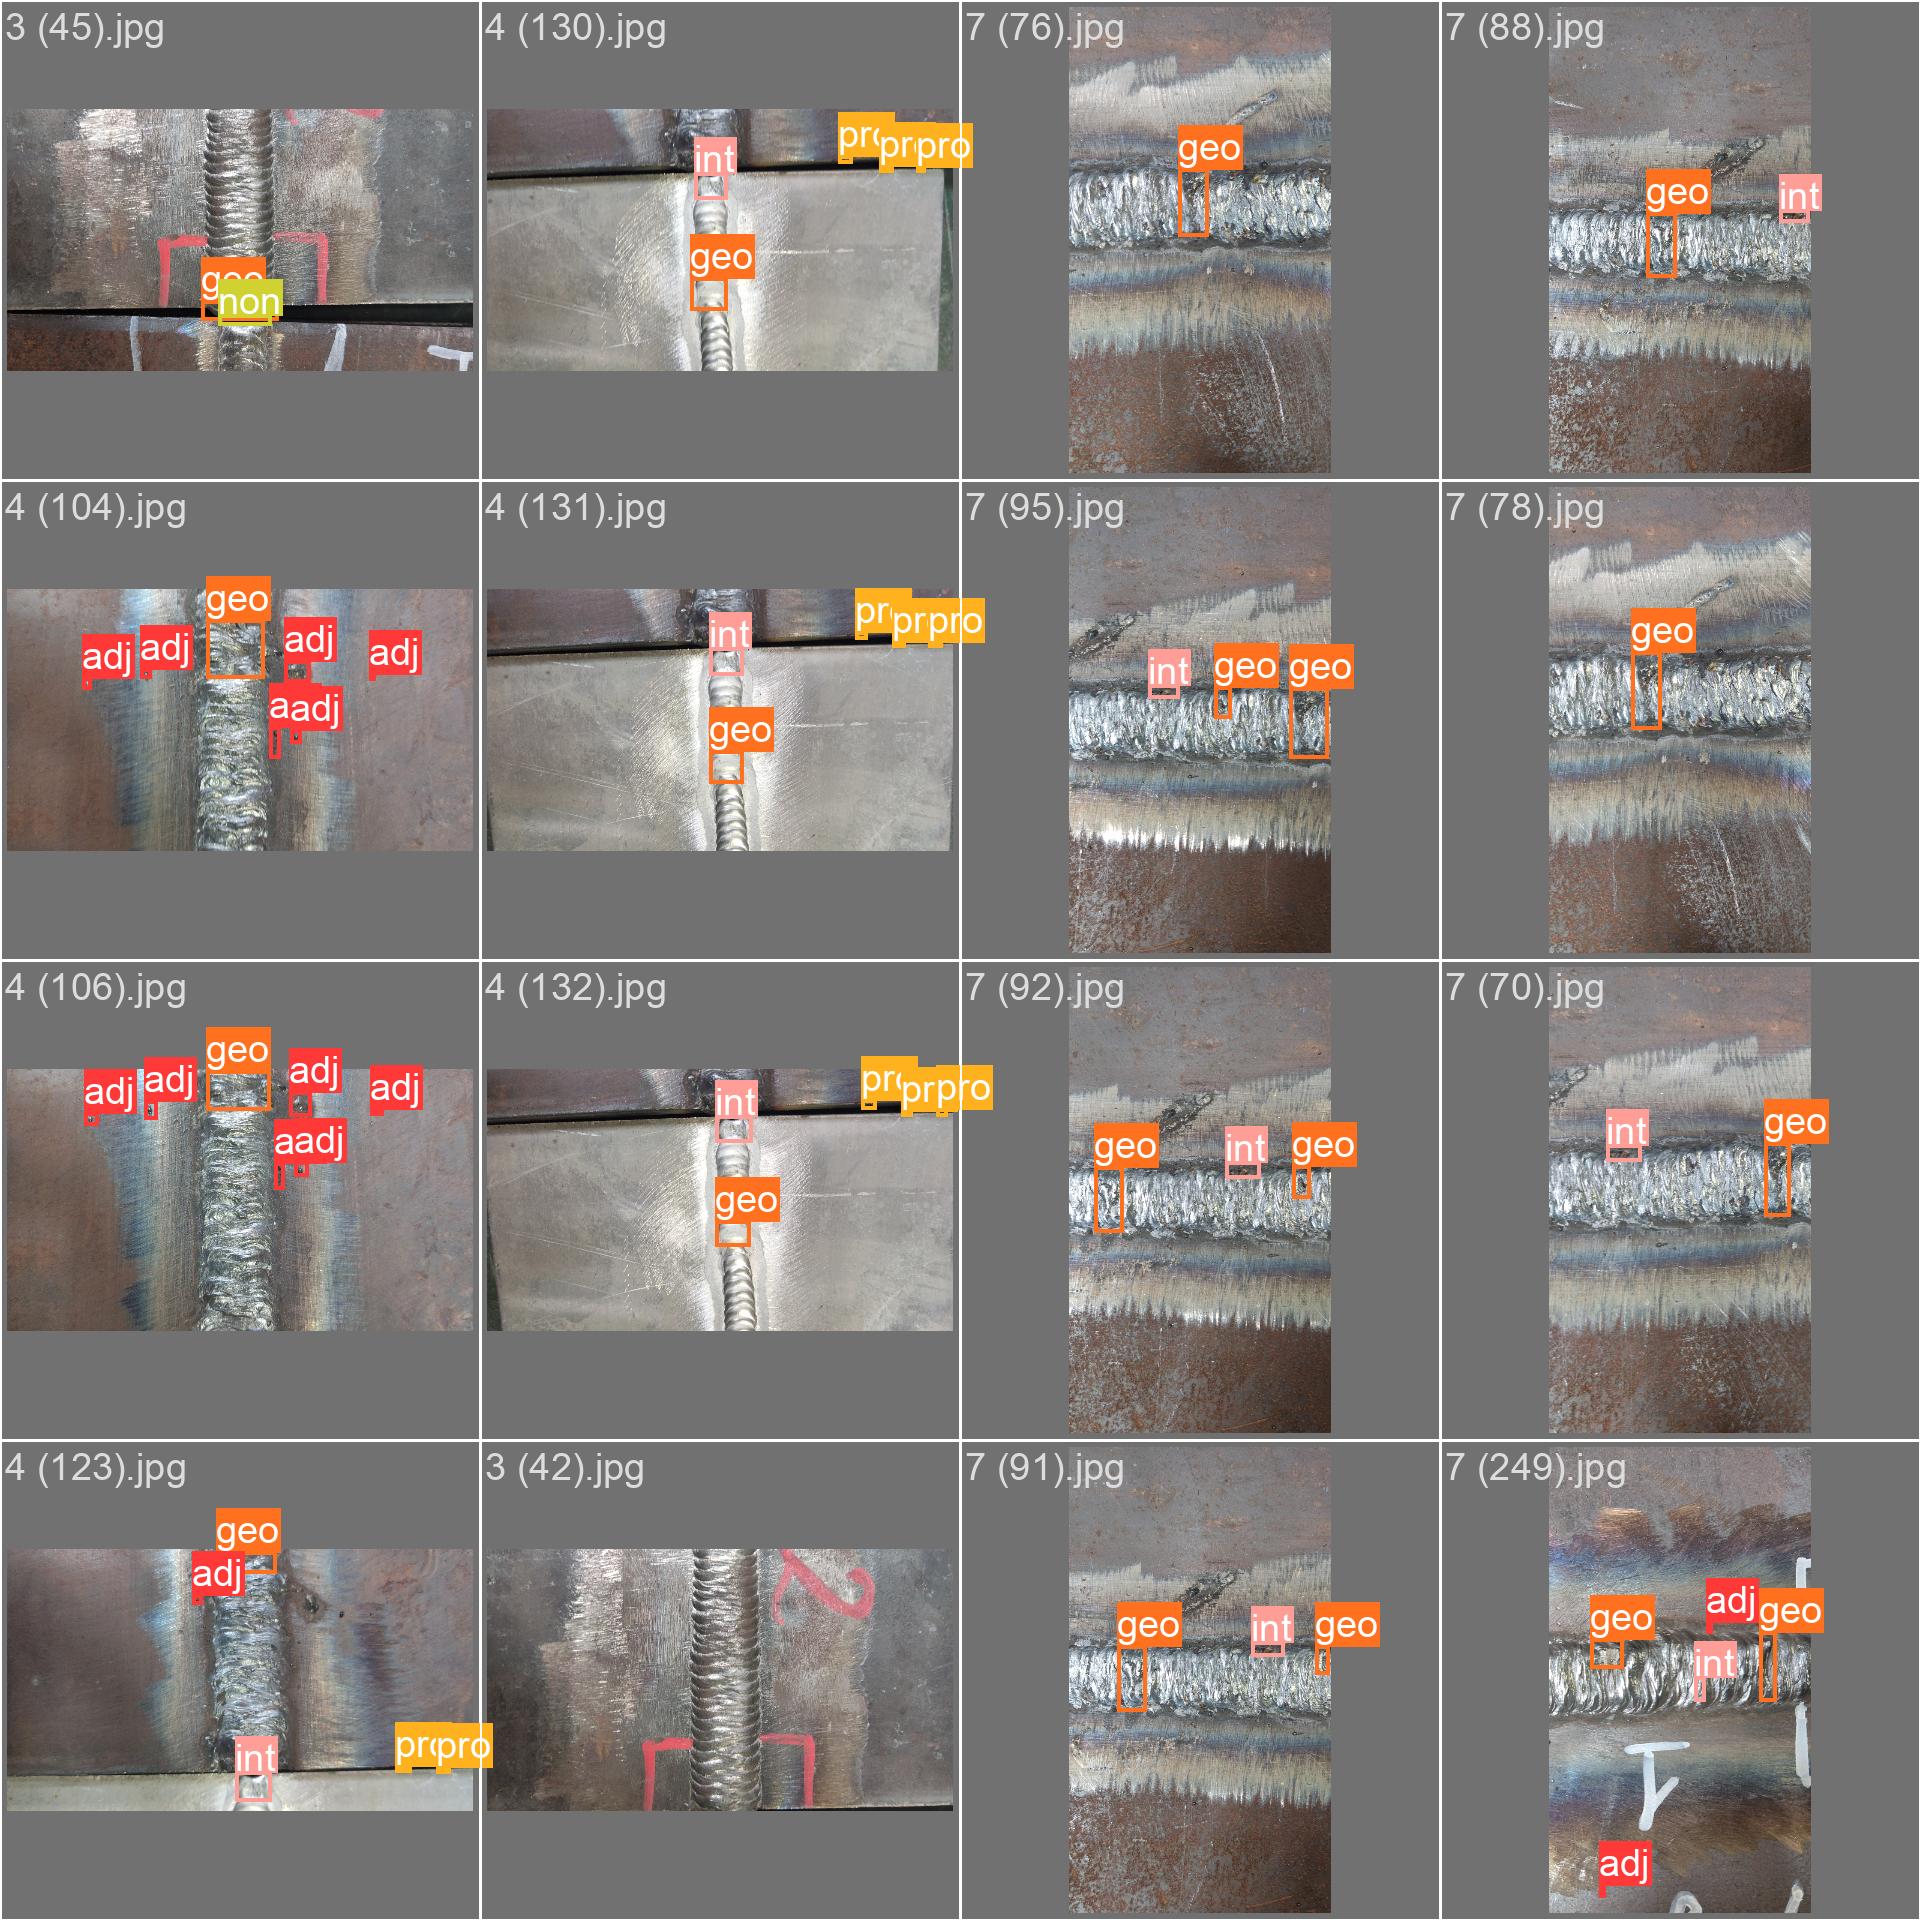 3 (45).jpg
geo
non
4 (130).jpg
int
geo
pro
pro
pro
7 (76).jpg
geo
7 (88).jpg
geo
int
4 (104).jpg
geo
adj
adj
adj
adj
adj
adj
4 (131).jpg
int
geo
pro
pro
pro
7 (95).jpg
int
geo
geo
7 (78).jpg
geo
4 (106).jpg
geo
adj
adj
adj
adj
adj
adj
4 (132).jpg
int
geo
pro
pro
pro
7 (92).jpg
geo
int
geo
7 (70).jpg
int
geo
4 (123).jpg
geo
adj
int
pro
pro
3 (42).jpg
2
7 (91).jpg
geo
int
geo
7 (249).jpg
geo
adj
geo
int
adj